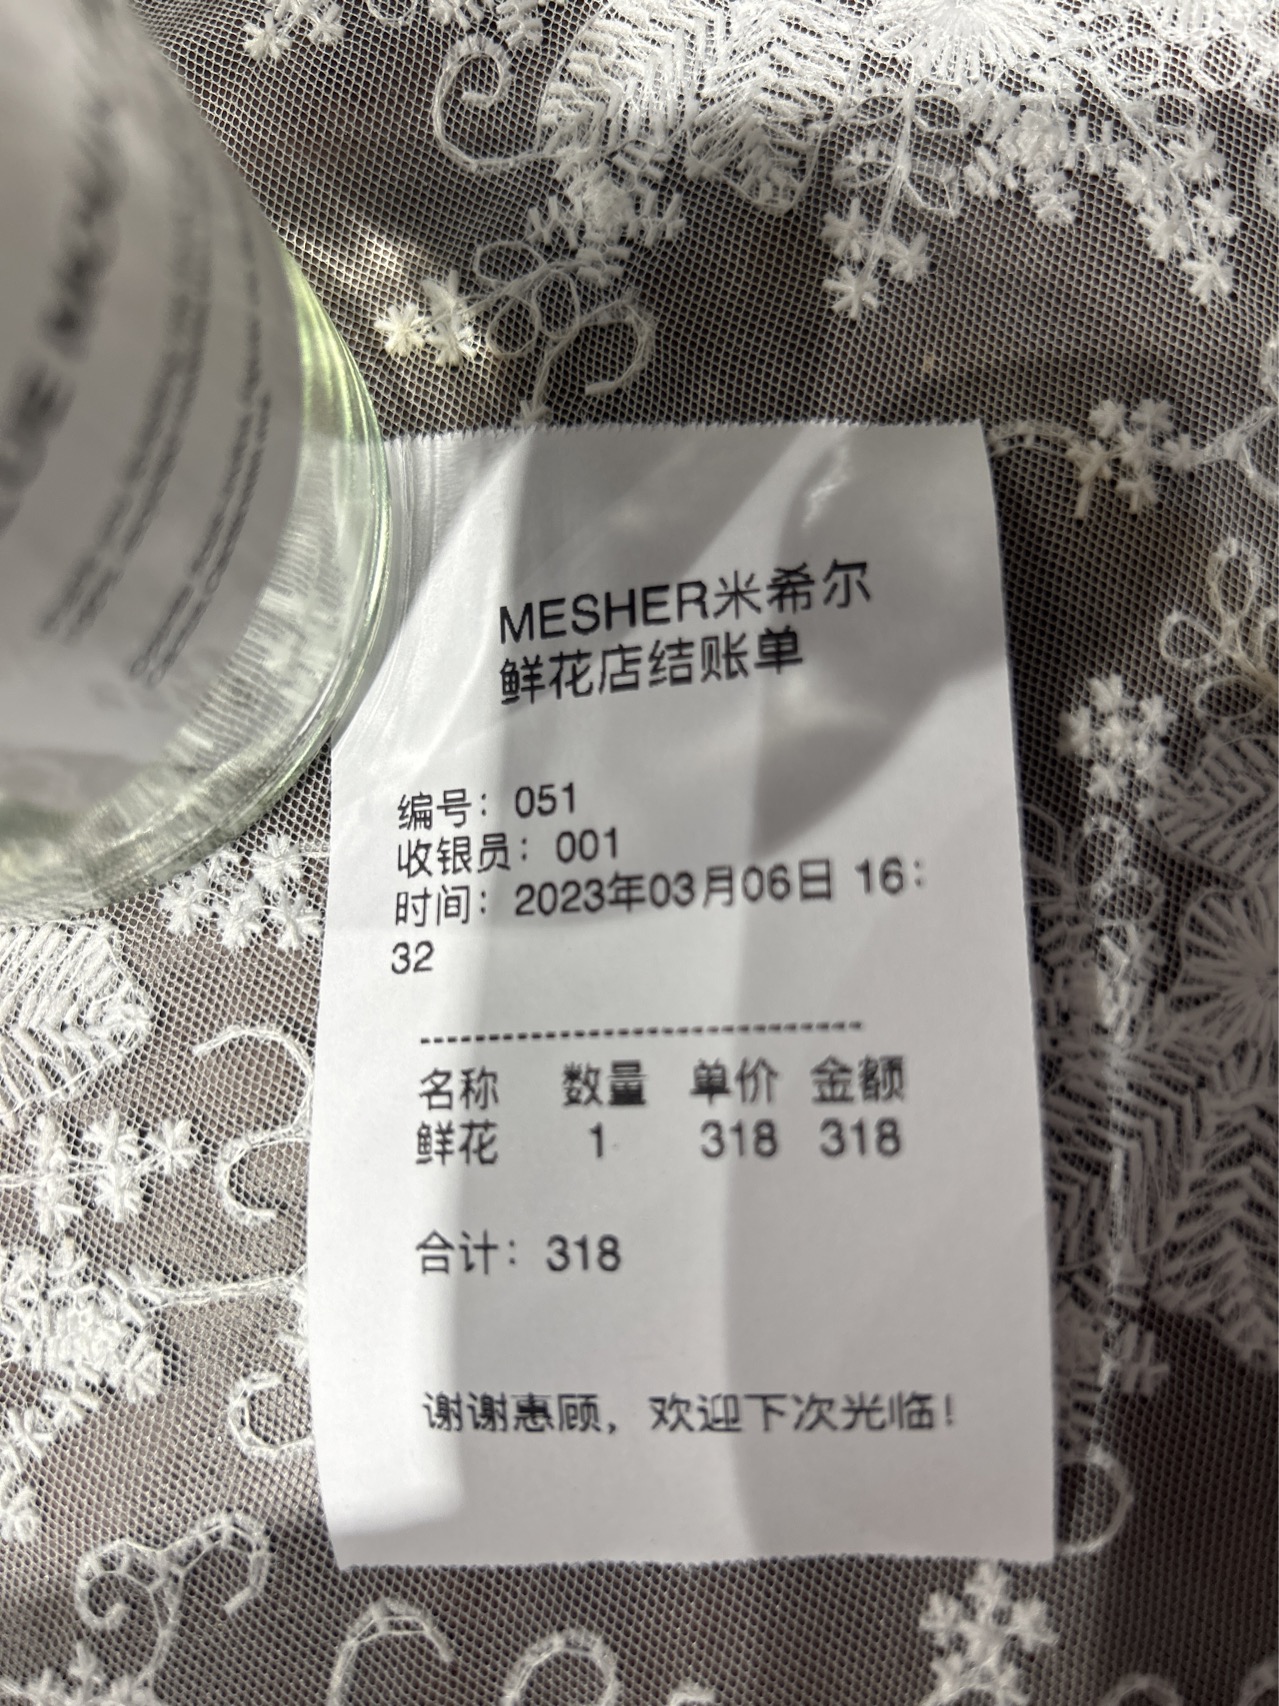 MESHER米希尔
鲜花店结账单
编号：051
收银员：001
时间：2023年03月06日 16：
32
------------------------------
名称 数量 单价 金额
鲜花 1 318 318
合计：318
谢谢惠顾，欢迎下次光临！